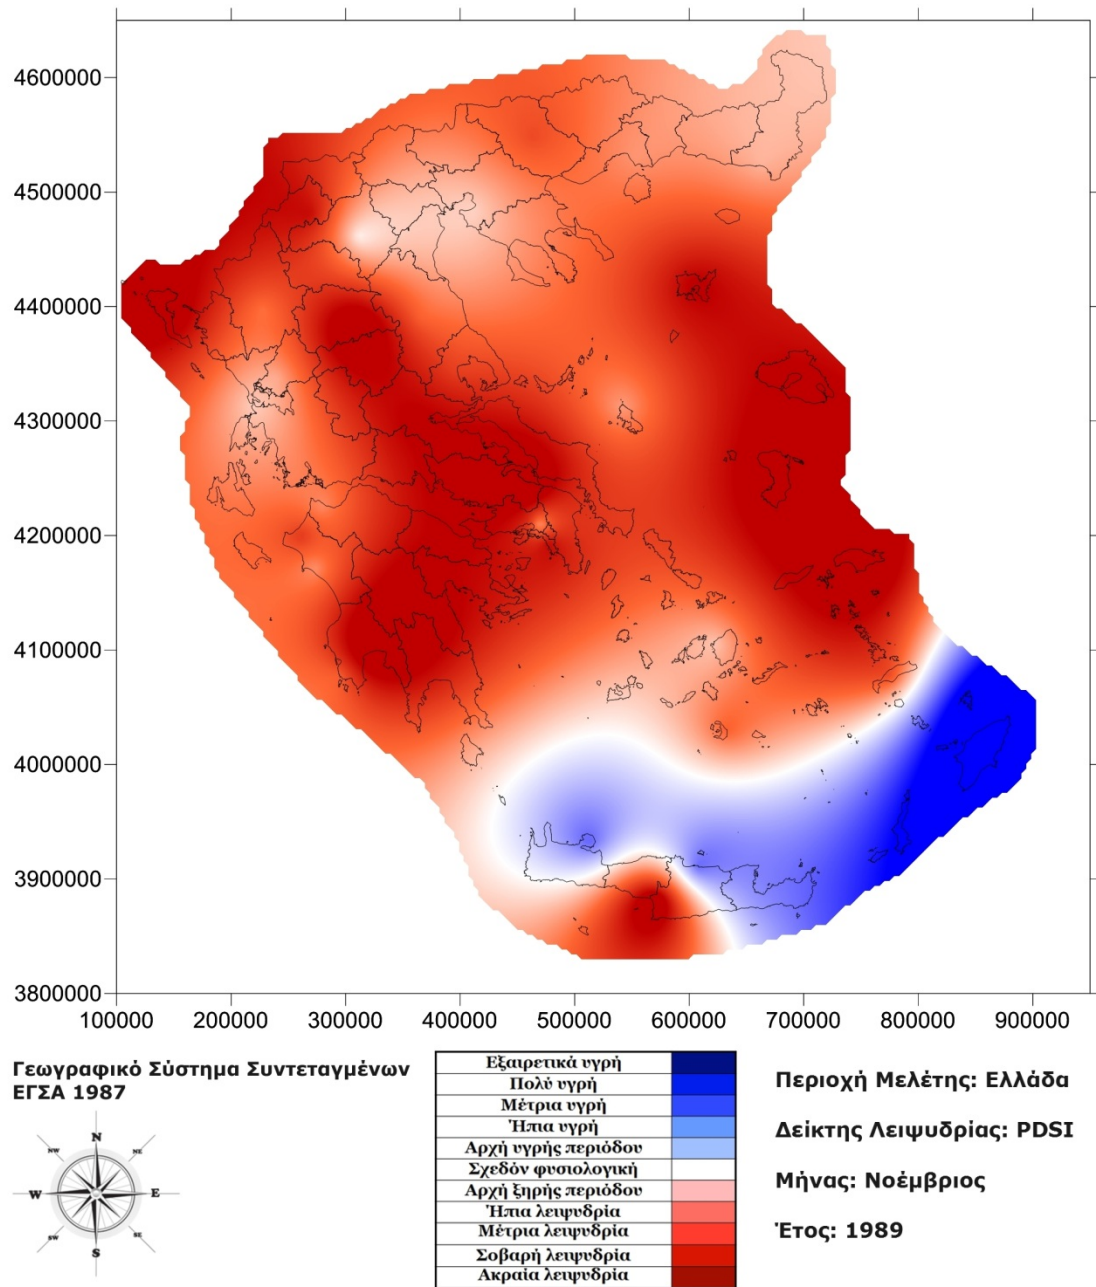 4600000
4500000
4400000
4300000
4200000
4100000
4000000
3900000
3800000
100000 200000 300000 400000 500000 600000 700000 800000 900000
Γεωγραφικό Σύστημα Συντεταγμένων
ΕΓΣΑ 1987
N
NE
E
SE
S
SW
W
NW
Εξαιρετικά υγρή
Πολύ υγρή
Μέτρια υγρή
Ήπια υγρή
Αρχή υγρής περιόδου
Σχεδόν φυσιολογική
Αρχή ξηρής περιόδου
Ήπια λειψυδρία
Μέτρια λειψυδρία
Σοβαρή λειψυδρία
Ακραία λειψυδρία
Περιοχή Μελέτης: Ελλάδα
Δείκτης Λειψυδρίας: PDSI
Μήνας: Νοέμβριος
Έτος: 1989